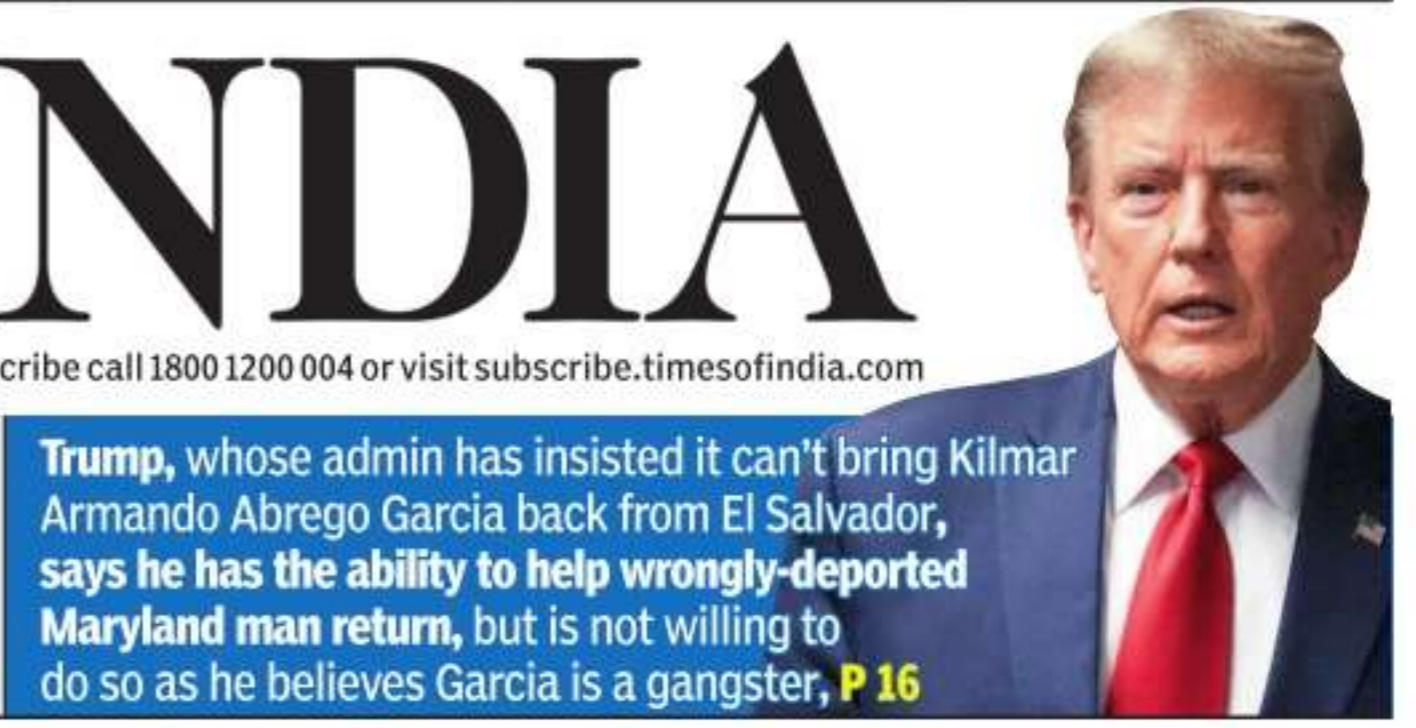 NDIA
cribe call 1800 1200 004 or visit subscribe.timesofindia.com
Trump, whose admin has insisted it can't bring Kilmar
Armando Abrego Garcia back from El Salvador,
says he has the ability to help wrongly-deported
Maryland man return, but is not willing to
do so as he believes Garcia is a gangster, P 16